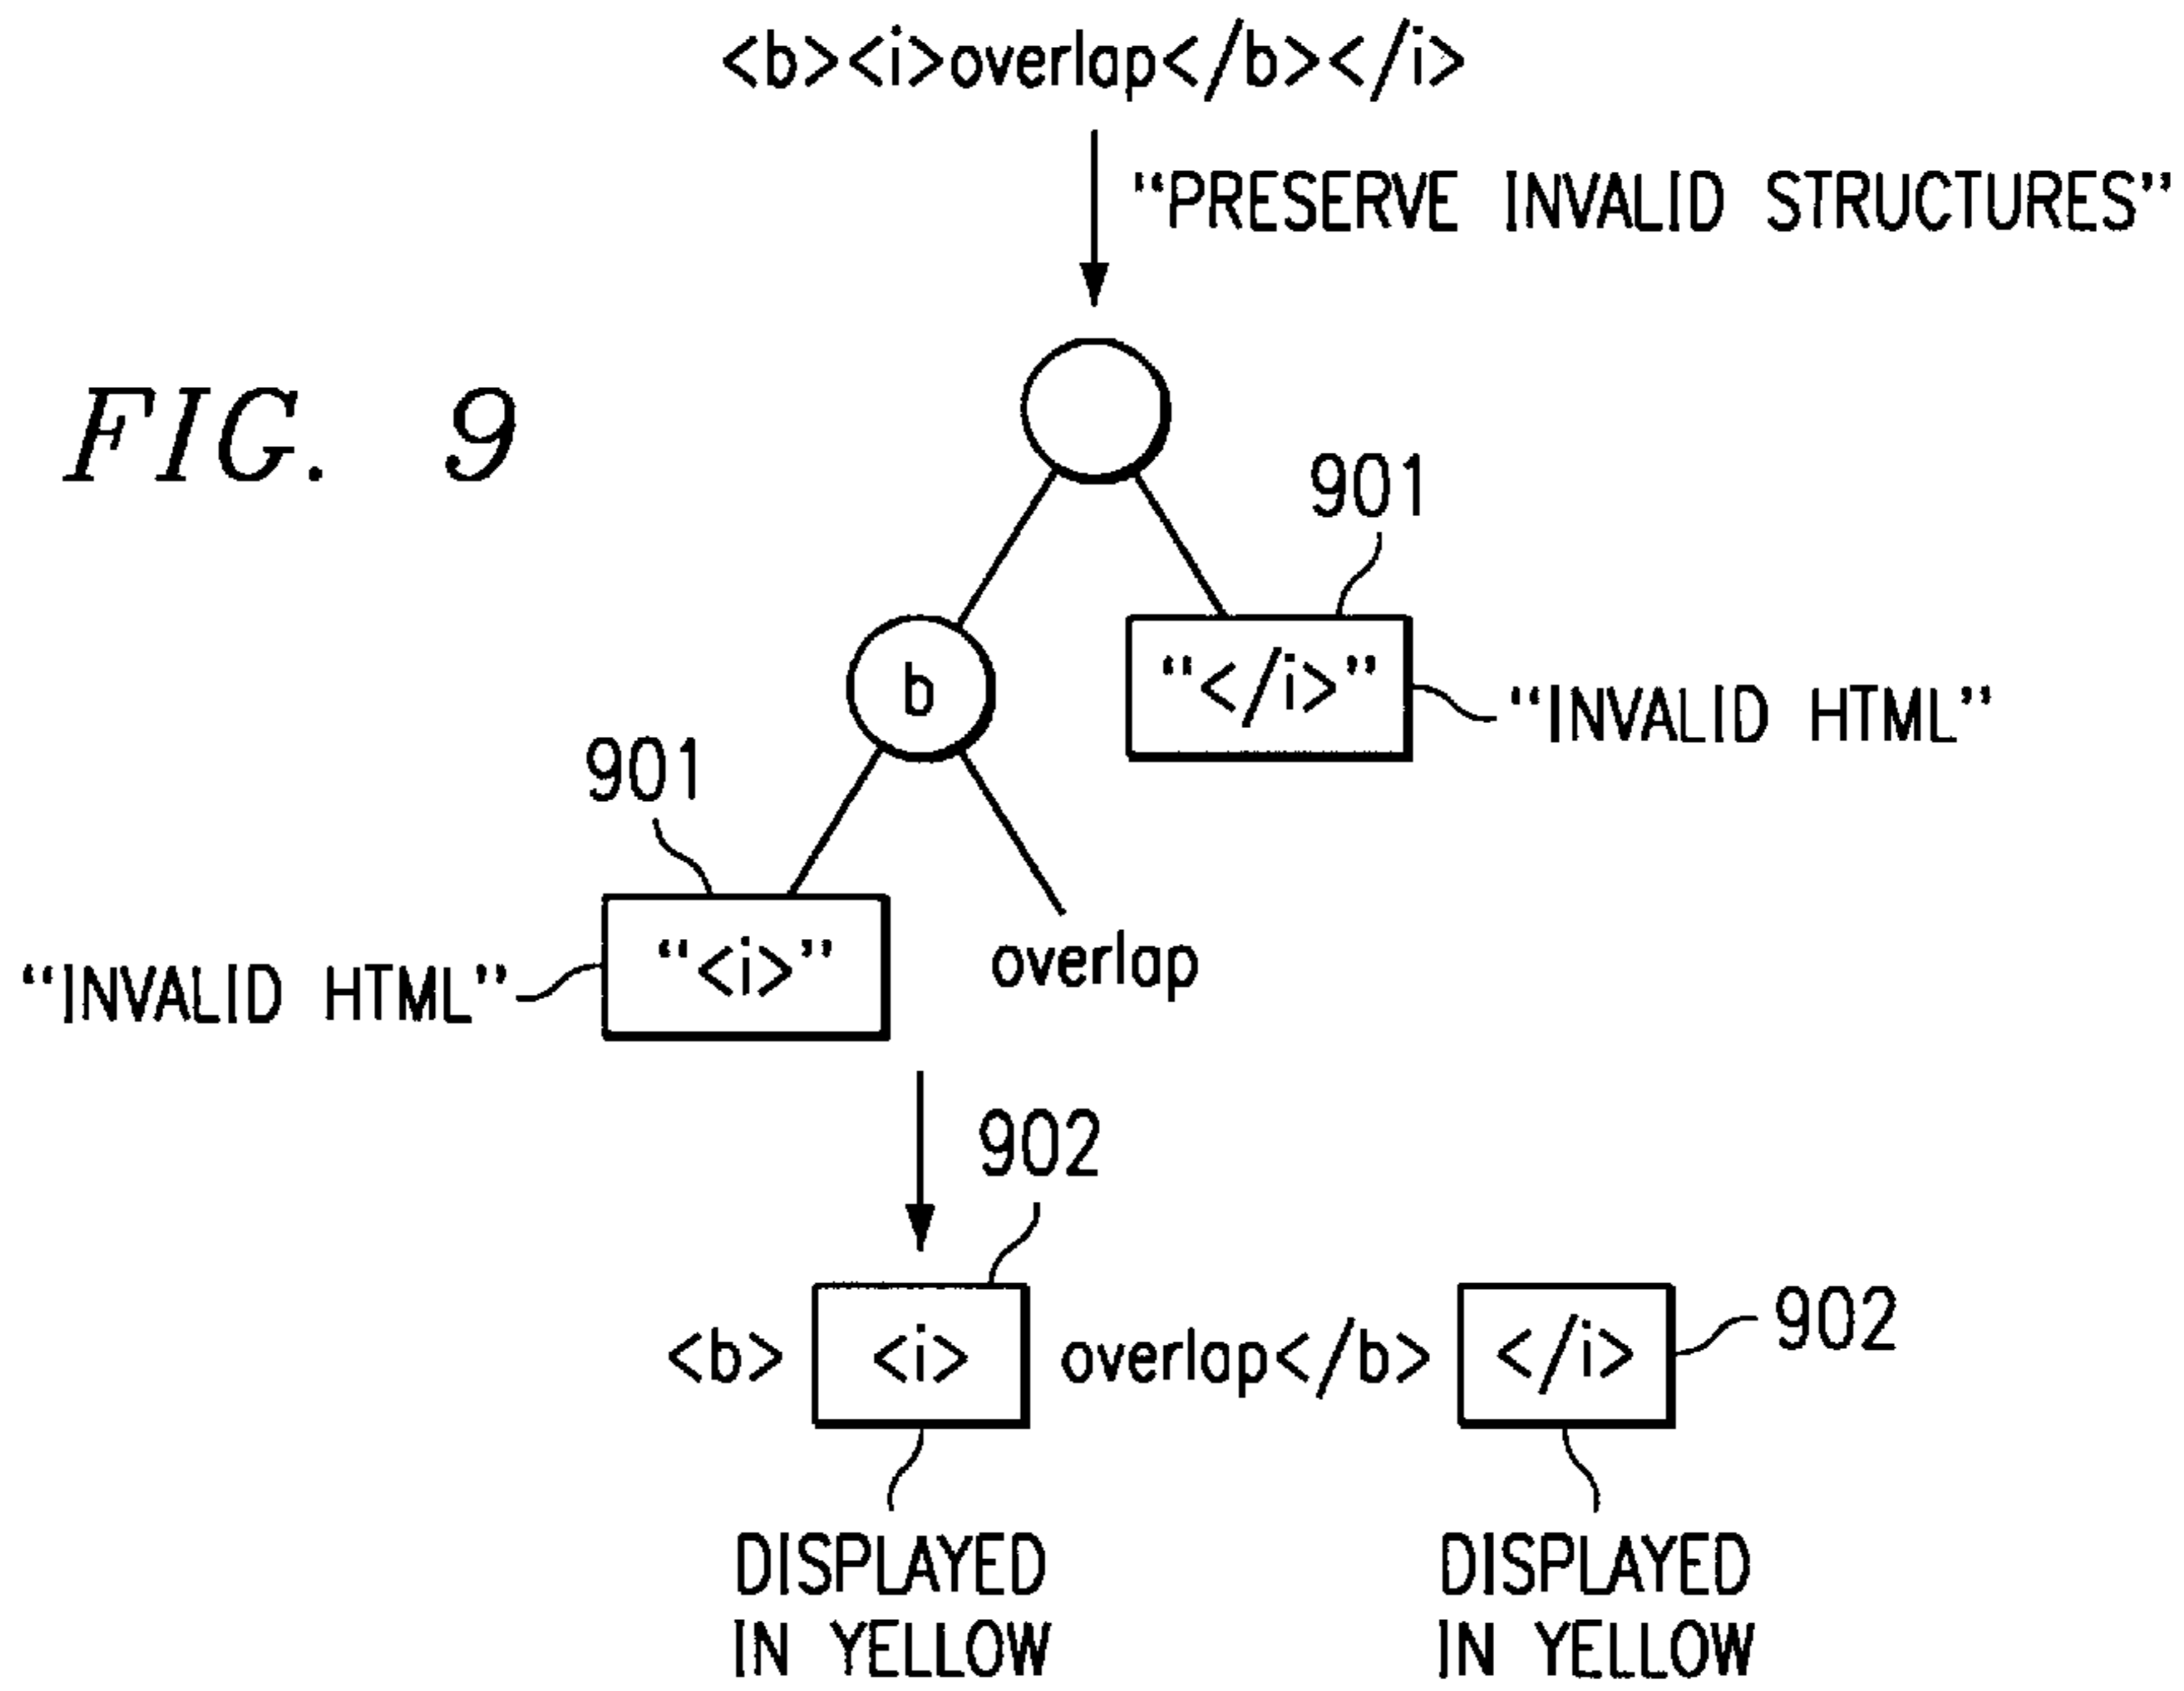 <b><i>overlap</b></i>
“PRESERVE INVALID STRUCTURES”
FIG. 9
901
b
“</i>”
“INVALID HTML”
901
“<i>”
“INVALID HTML”
overlap
902
<b> <i> overlap</b> </i>
902
DISPLAYED
IN YELLOW
DISPLAYED
IN YELLOW